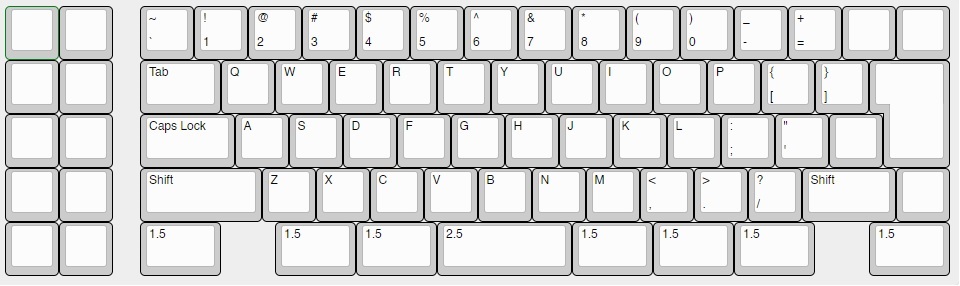 ~ ! @ # $ % ^ & * ( ) _ +
` 1 2 3 4 5 6 7 8 9 0 - =
Tab Q W E R T Y U I O P { }
[ ]
Caps Lock A S D F G H J K L : "
; '
Shift Z X C V B N M < > ? Shift
, . /
1.5 1.5 1.5 2.5 1.5 1.5 1.5 1.5